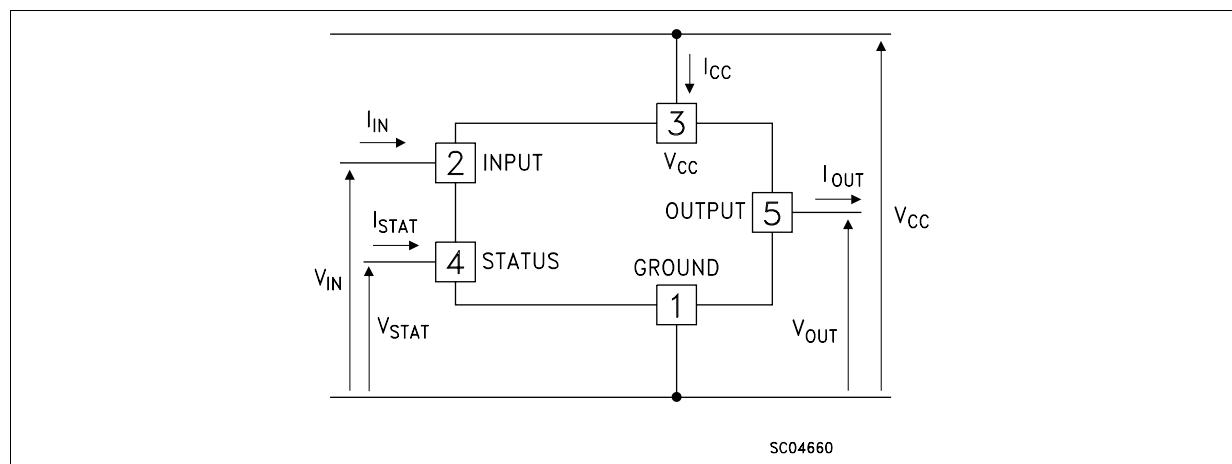 I_CC
3
V_CC
I_IN
2 INPUT
I_OUT
OUTPUT 5
V_CC
I_STAT
4 STATUS
GROUND
1
V_IN
V_STAT
V_OUT
SC04660